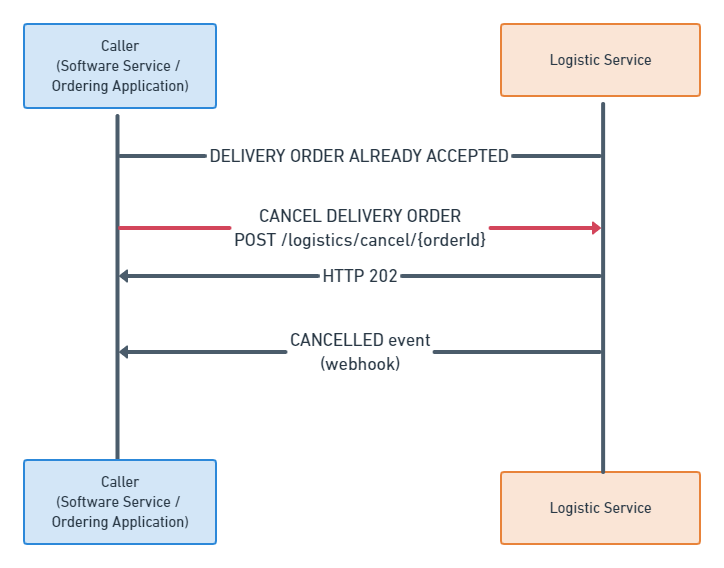 Caller
(Software Service /
Ordering Application)
Logistic Service
DELIVERY ORDER ALREADY ACCEPTED
CANCEL DELIVERY ORDER
POST /logistics/cancel/{orderId}
HTTP 202
CANCELLED event
(webhook)
Caller
(Software Service /
Ordering Application)
Logistic Service